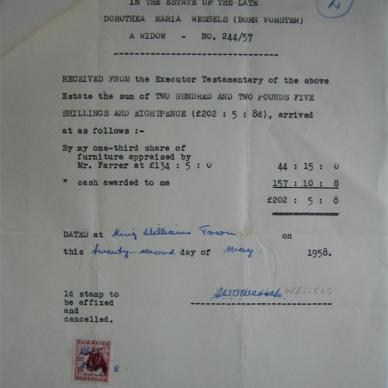 IN THE ESTATE OF THE LATE
DOROTHEA MARIA WESSELS (BORN VORSTER)
A WIDOW - NO. 244/57
RECEIVED FROM the Executor Testamentary of the above
Estate the sum of TWO HUNDRED AND TWO POUNDS FIVE
SHILLINGS AND EIGHTPENCE (£202 : 5 : 8d), arrived
at as follows :-
By my one-third share of
furniture appraised by
Mr. Farrer at £134 : 5 : 0 44 : 15 : 0
" cash awarded to me 157 : 10 : 8
£202 : 5 : 8
DATED at King Williams Town on
this twenty-second day of May 1958.
Wessels WESSELS
1d stamp to
be affixed
and
cancelled.
8